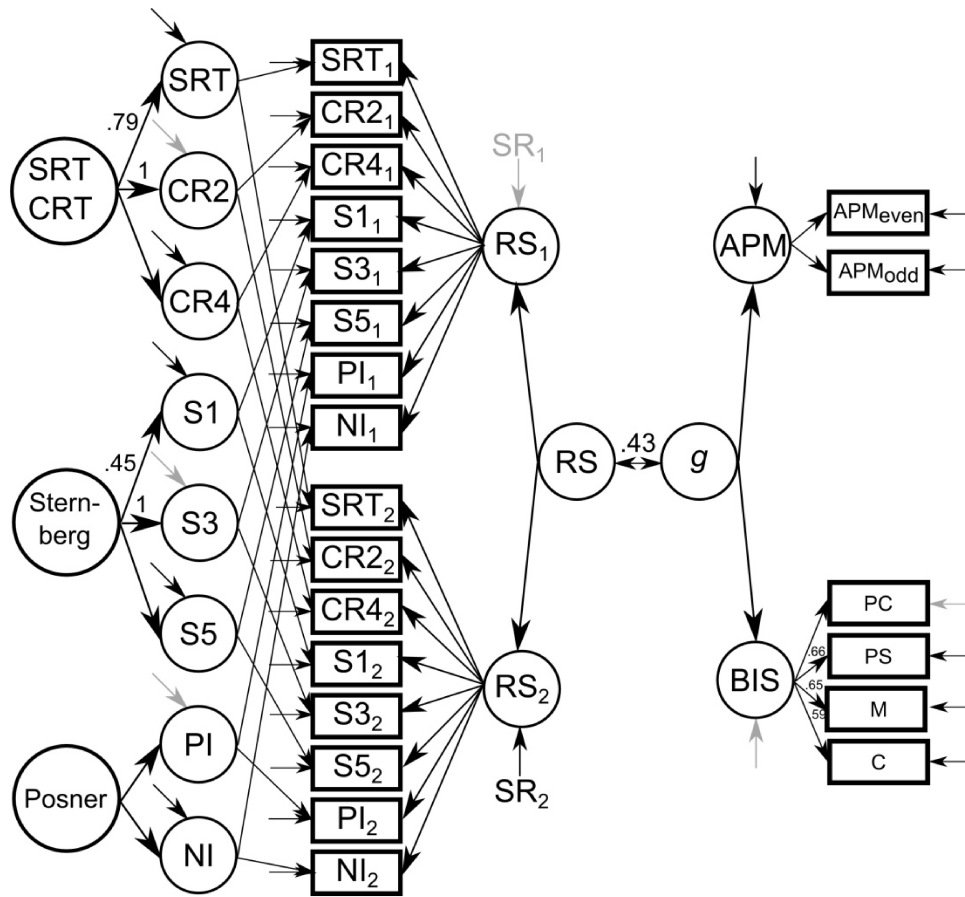 SRT
CRT
.79
1
SRT
CR2
CR4
Stern-
berg
.45
1
S1
S3
S5
Posner
PI
NI
SRT₁
CR2₁
CR4₁
S1₁
S3₁
S5₁
PI₁
NI₁
SRT₂
CR2₂
CR4₂
S1₂
S3₂
S5₂
PI₂
NI₂
SR₁
RS₁
RS
.43
g
RS₂
SR₂
APM
APMeven
APModd
BIS
.66
.65
.59
PC
PS
M
C